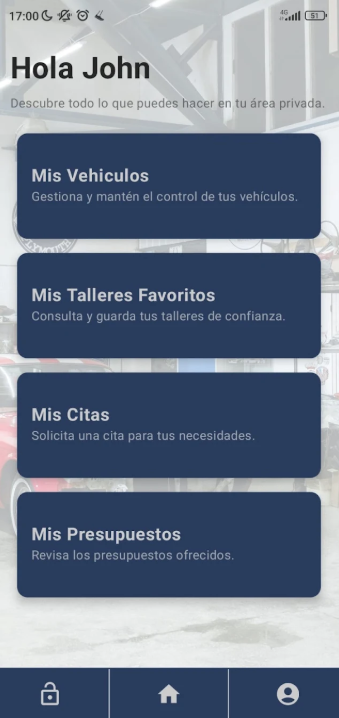 17:00
4G
51
Hola John
Descubre todo lo que puedes hacer en tu área privada.
Mis Vehiculos
Gestiona y mantén el control de tus vehículos.
PLYMOUTH
Mis Talleres Favoritos
Consulta y guarda tus talleres de confianza.
Mis Citas
Solicita una cita para tus necesidades.
Mis Presupuestos
Revisa los presupuestos ofrecidos.